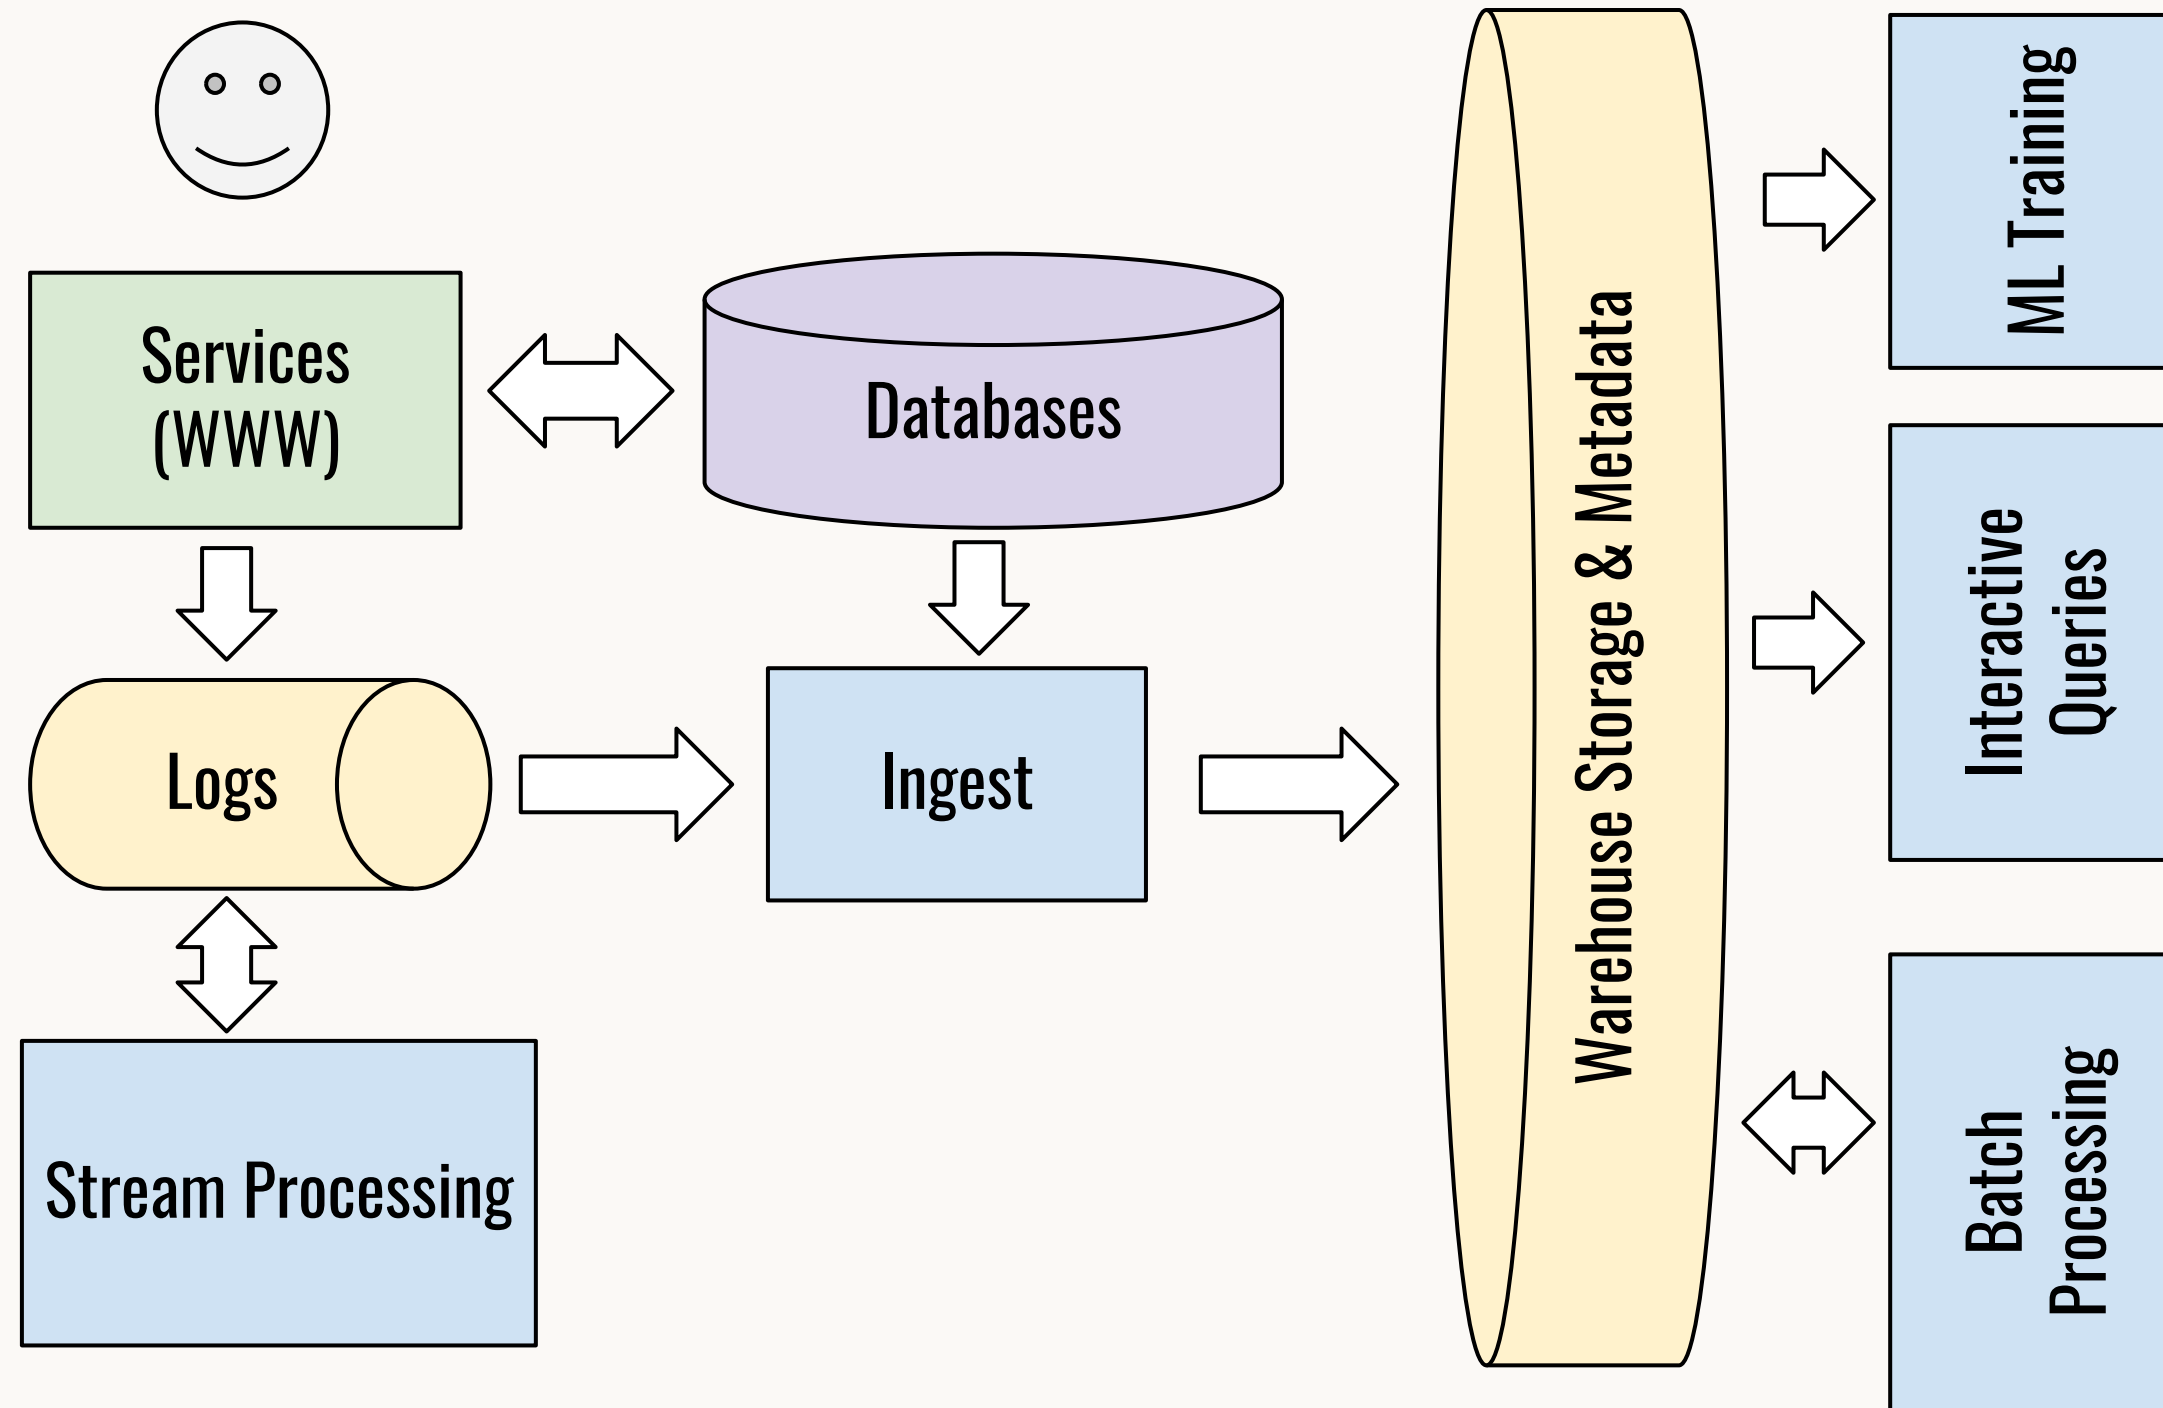 Services
(WWW)
Databases
Logs
Ingest
Stream Processing
Warehouse Storage & Metadata
ML Training
Interactive
Queries
Batch
Processing